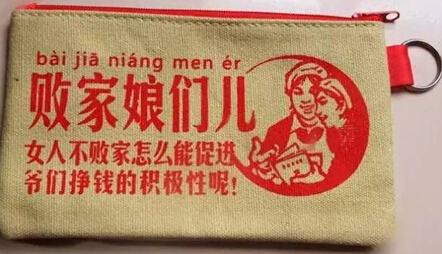 bài jiā niáng men ér
败家娘们儿
女人不败家怎么能促进
爷们挣钱的积极性呢!